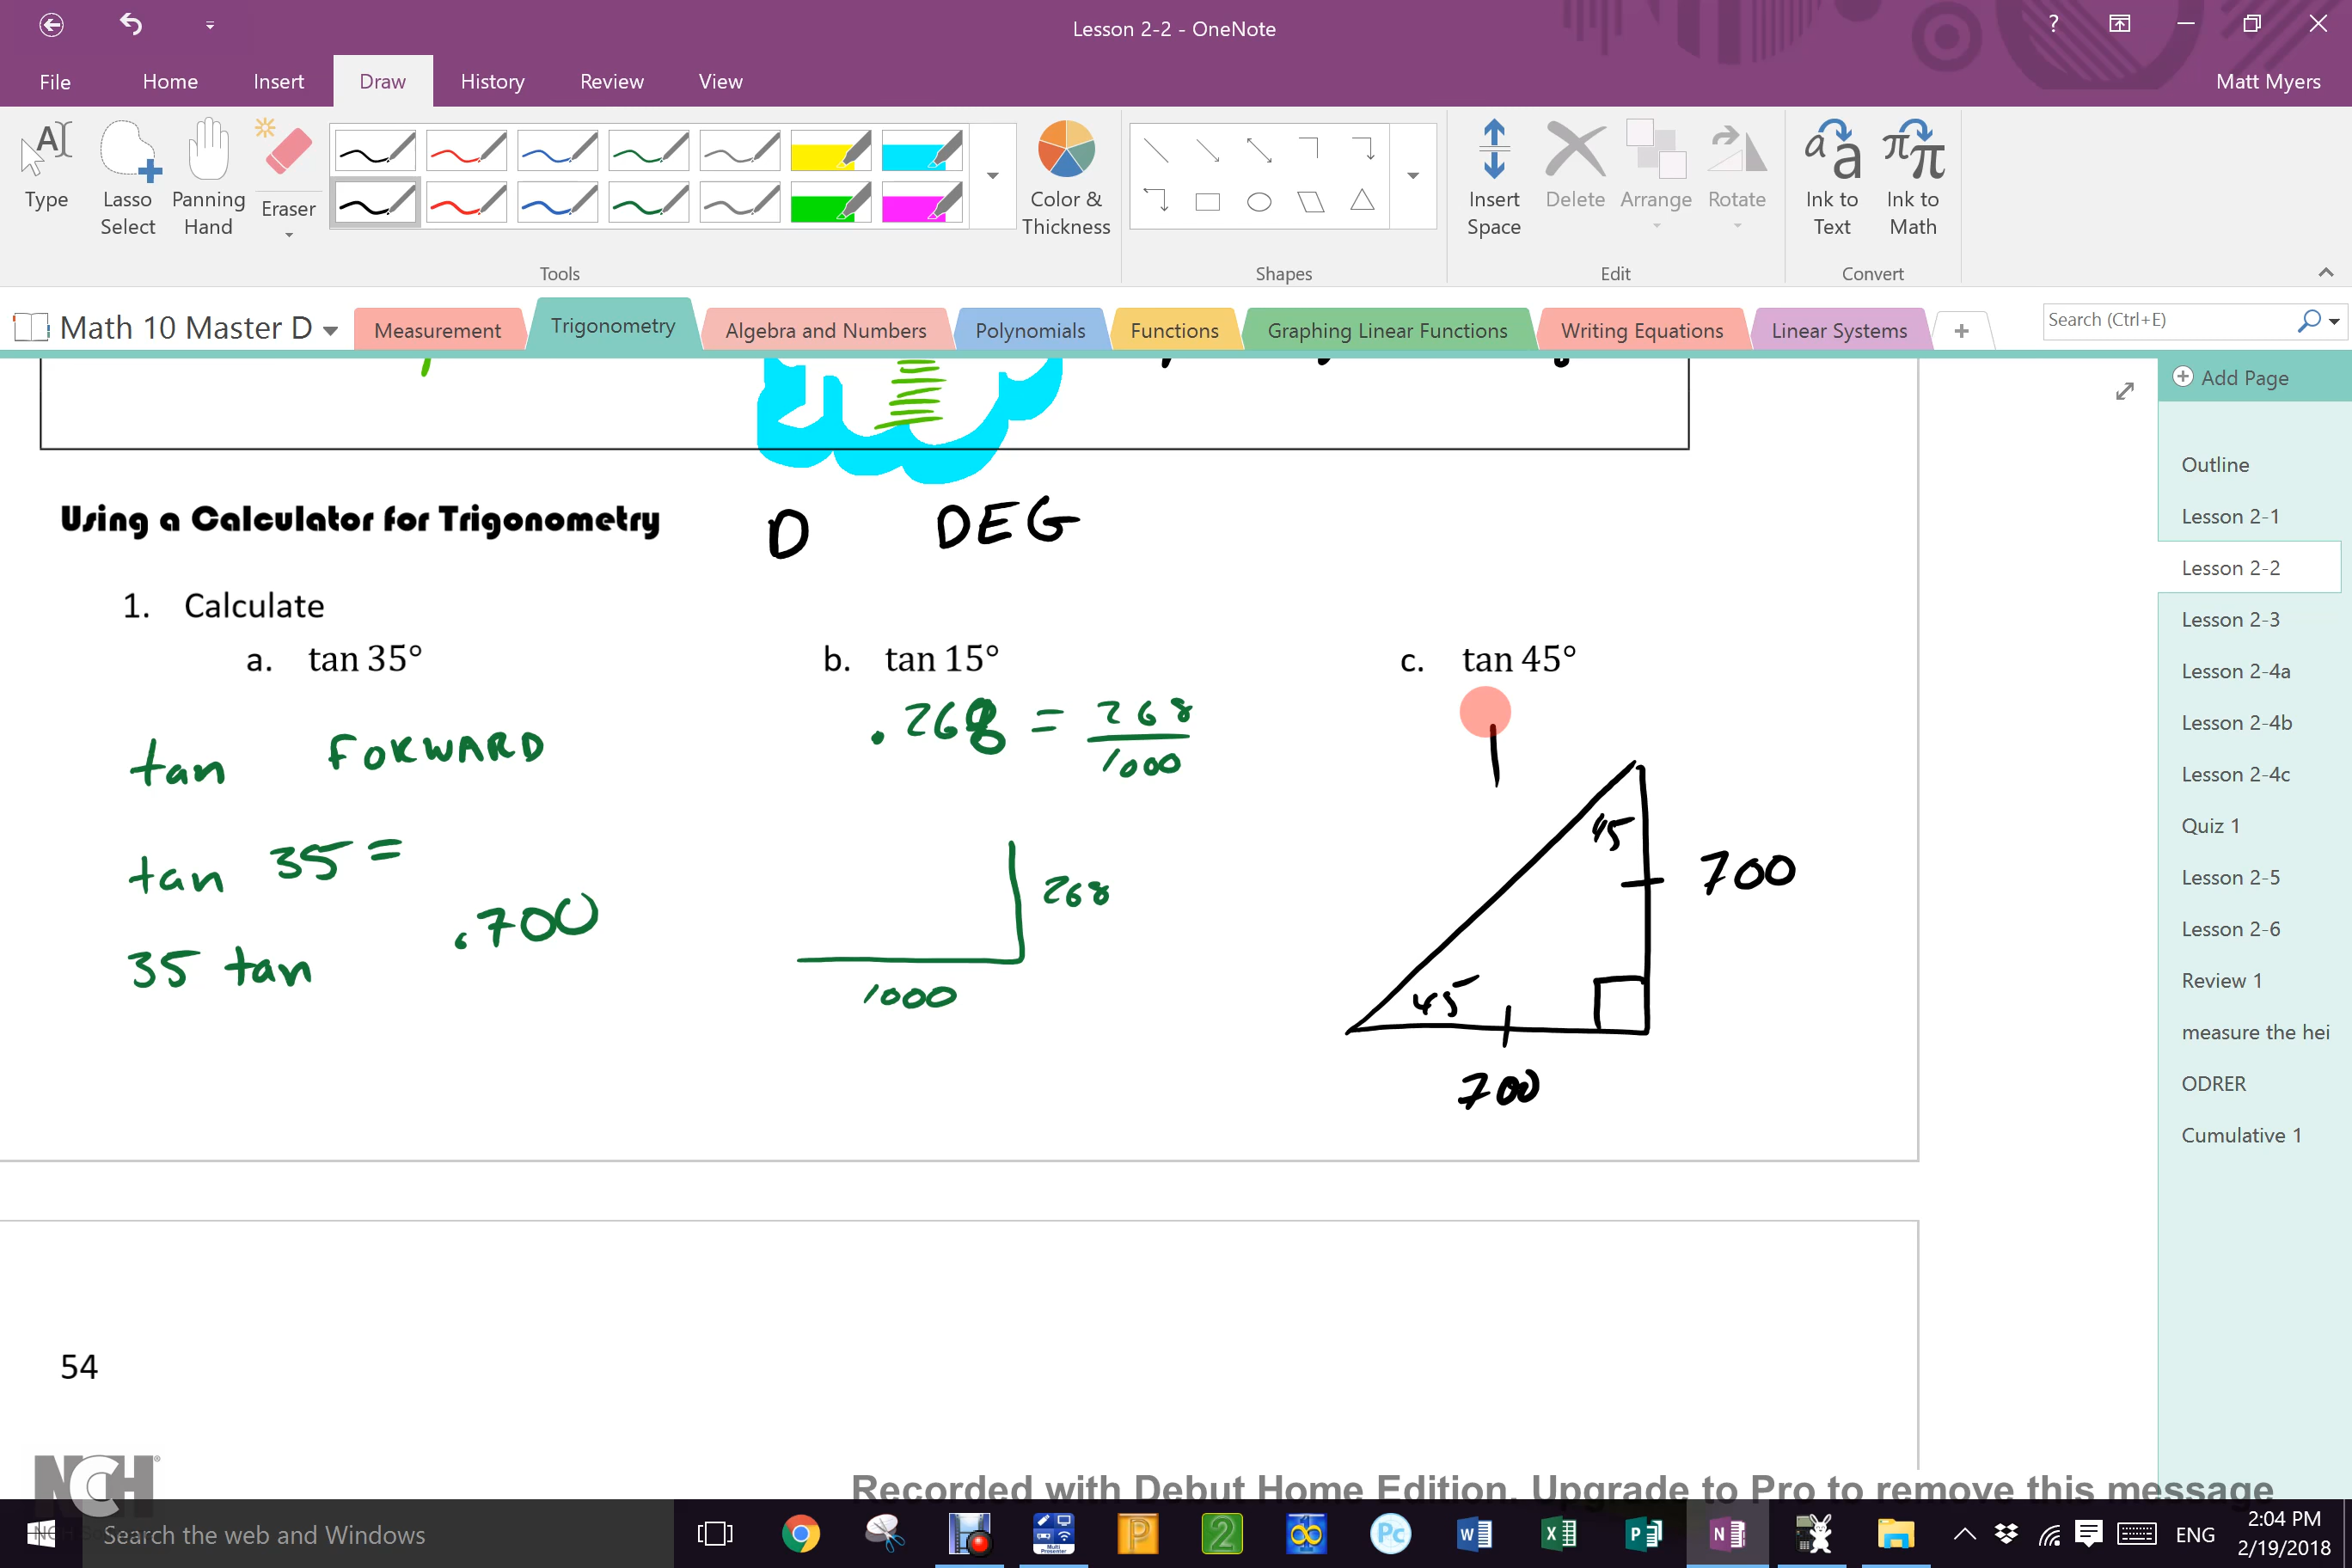 Lesson 2-2 - OneNote
?
File Home Insert Draw History Review View
Matt Myers
Type
Lasso Select
Panning Hand
Eraser
Color & Thickness
Insert Space
Delete
Arrange
Rotate
Ink to Text
Ink to Math
Tools
Shapes
Edit
Convert
Math 10 Master D
Measurement Trigonometry Algebra and Numbers Polynomials Functions Graphing Linear Functions Writing Equations Linear Systems +
Search (Ctrl+E)
Add Page
Outline
Lesson 2-1
Lesson 2-2
Lesson 2-3
Lesson 2-4a
Lesson 2-4b
Lesson 2-4c
Quiz 1
Lesson 2-5
Lesson 2-6
Review 1
measure the hei
ODRER
Cumulative 1
Using a Calculator for Trigonometry
D DEG
1. Calculate
a. tan 35°
b. tan 15°
c. tan 45°
tan FORWARD
tan 35 =
.700
35 tan
.268 = 268/1000
268
1000
1
45
700
45
700
54
NCH
Recorded with Debut Home Edition. Upgrade to Pro to remove this message
Search the web and Windows
ENG
2:04 PM
2/19/2018